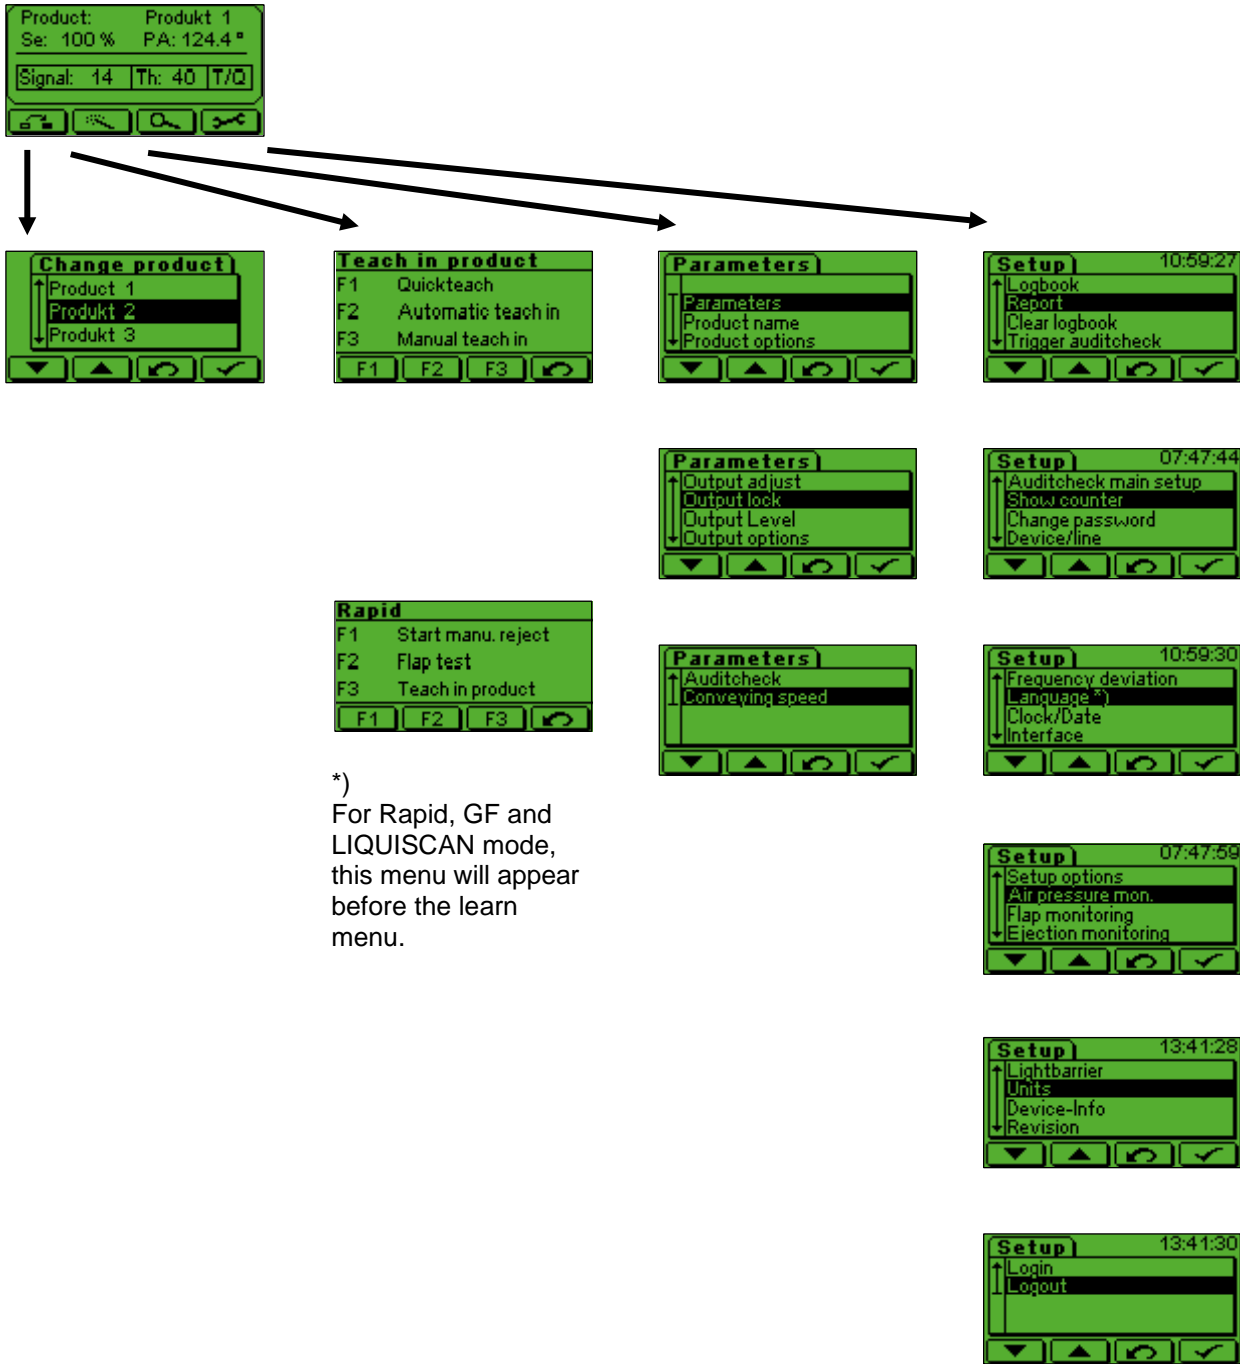 Product: Produkt 1
Se: 100 % PA: 124.4 °
Signal: 14 Th: 40 T/Q
Change product
Product 1
Produkt 2
Produkt 3
Teach in product
F1 Quickteach
F2 Automatic teach in
F3 Manual teach in
F1 F2 F3
Parameters
Parameters
Product name
Product options
Setup 10:59:27
Logbook
Report
Clear logbook
Trigger auditcheck
Parameters
Output adjust
Output lock
Output Level
Output options
Setup 07:47:44
Auditcheck main setup
Show counter
Change password
Device/line
Rapid
F1 Start manu. reject
F2 Flap test
F3 Teach in product
F1 F2 F3
*)
For Rapid, GF and
LIQUISCAN mode,
this menu will appear
before the learn
menu.
Parameters
Auditcheck
Conveying speed
Setup 10:59:30
Frequency deviation
Language *)
Clock/Date
Interface
Setup 07:47:59
Setup options
Air pressure mon.
Flap monitoring
Ejection monitoring
Setup 13:41:28
Lightbarrier
Units
Device-Info
Revision
Setup 13:41:30
Login
Logout